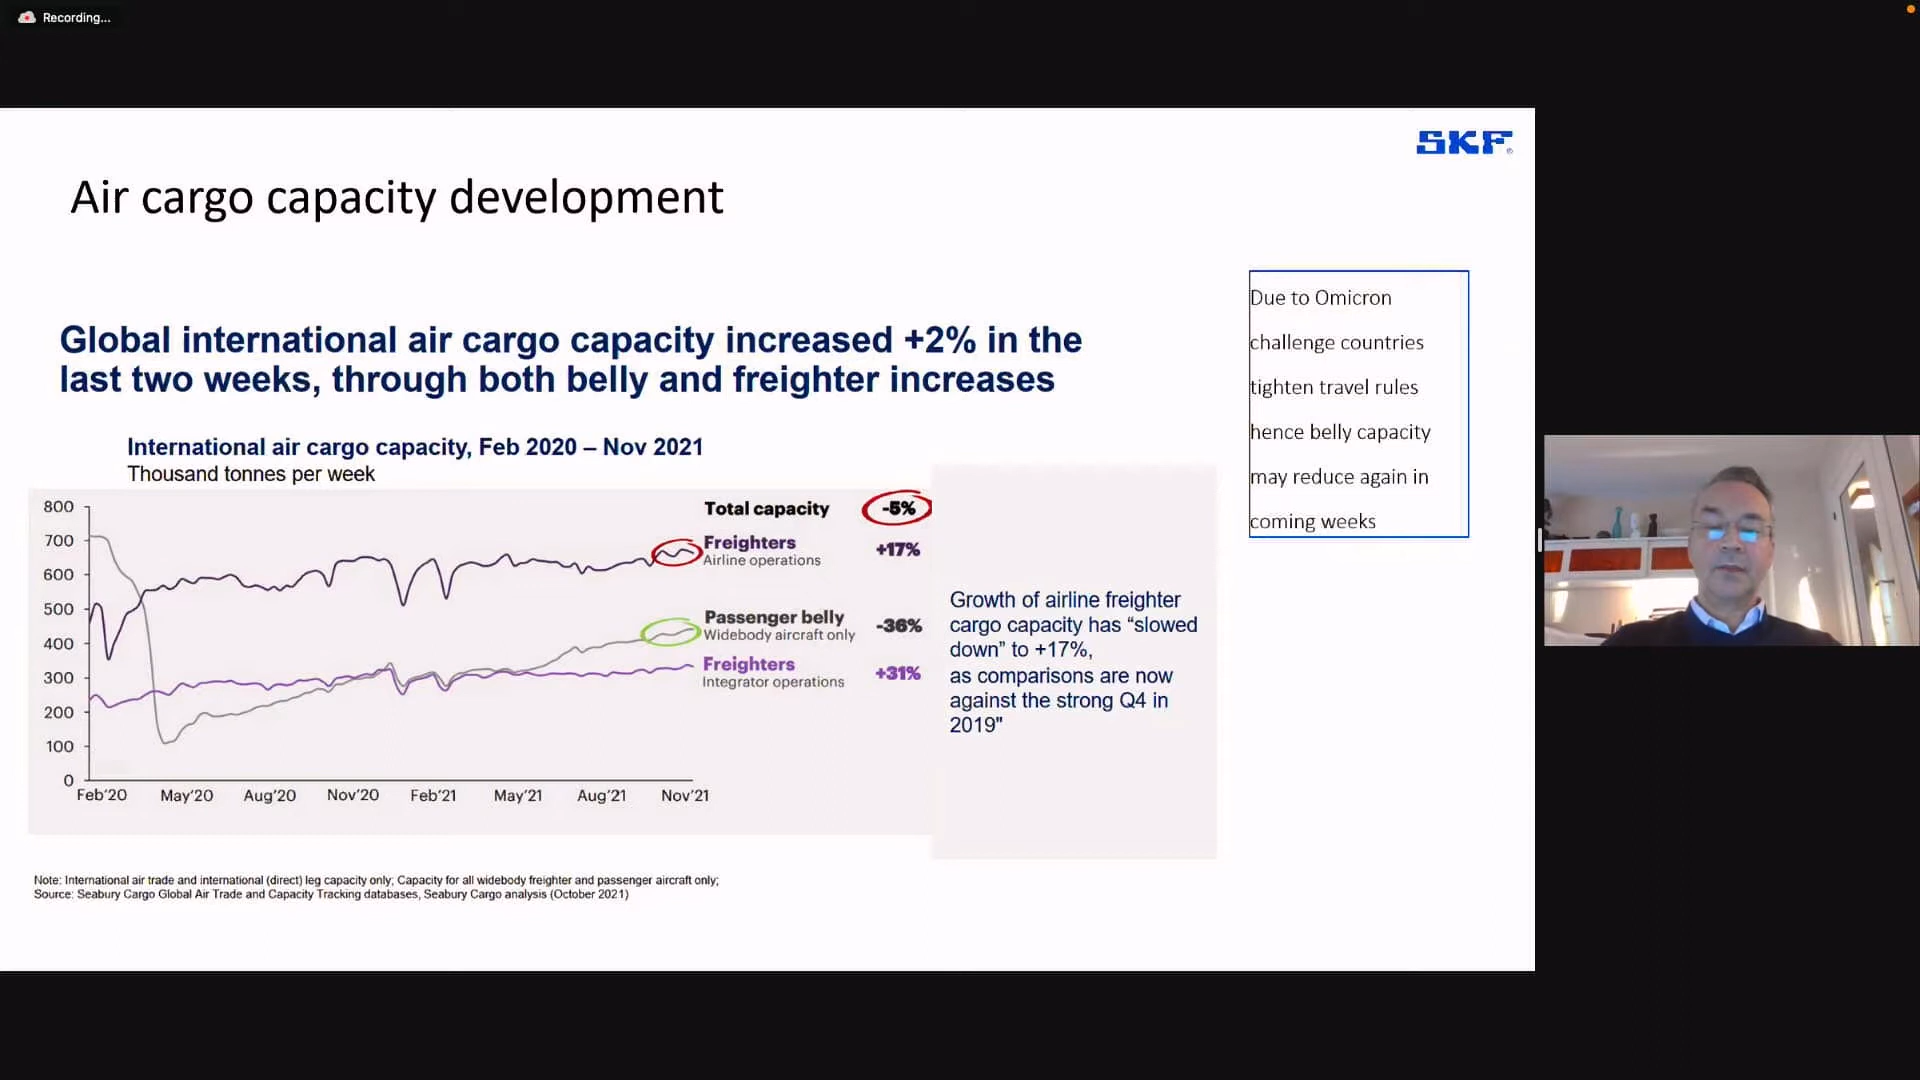 Recording...
SKF
Air cargo capacity development
Global international air cargo capacity increased +2% in the
last two weeks, through both belly and freighter increases
International air cargo capacity, Feb 2020 – Nov 2021
Thousand tonnes per week
800
700
600
500
400
300
200
100
0
Feb'20 May'20 Aug'20 Nov'20 Feb'21 May'21 Aug'21 Nov'21
Total capacity -5%
Freighters +17%
Airline operations
Passenger belly -36%
Widebody aircraft only
Freighters +31%
Integrator operations
Growth of airline freighter
cargo capacity has “slowed
down” to +17%,
as comparisons are now
against the strong Q4 in
2019"
Due to Omicron
challenge countries
tighten travel rules
hence belly capacity
may reduce again in
coming weeks
Note: International air trade and international (direct) leg capacity only; Capacity for all widebody freighter and passenger aircraft only;
Source: Seabury Cargo Global Air Trade and Capacity Tracking databases, Seabury Cargo analysis (October 2021)